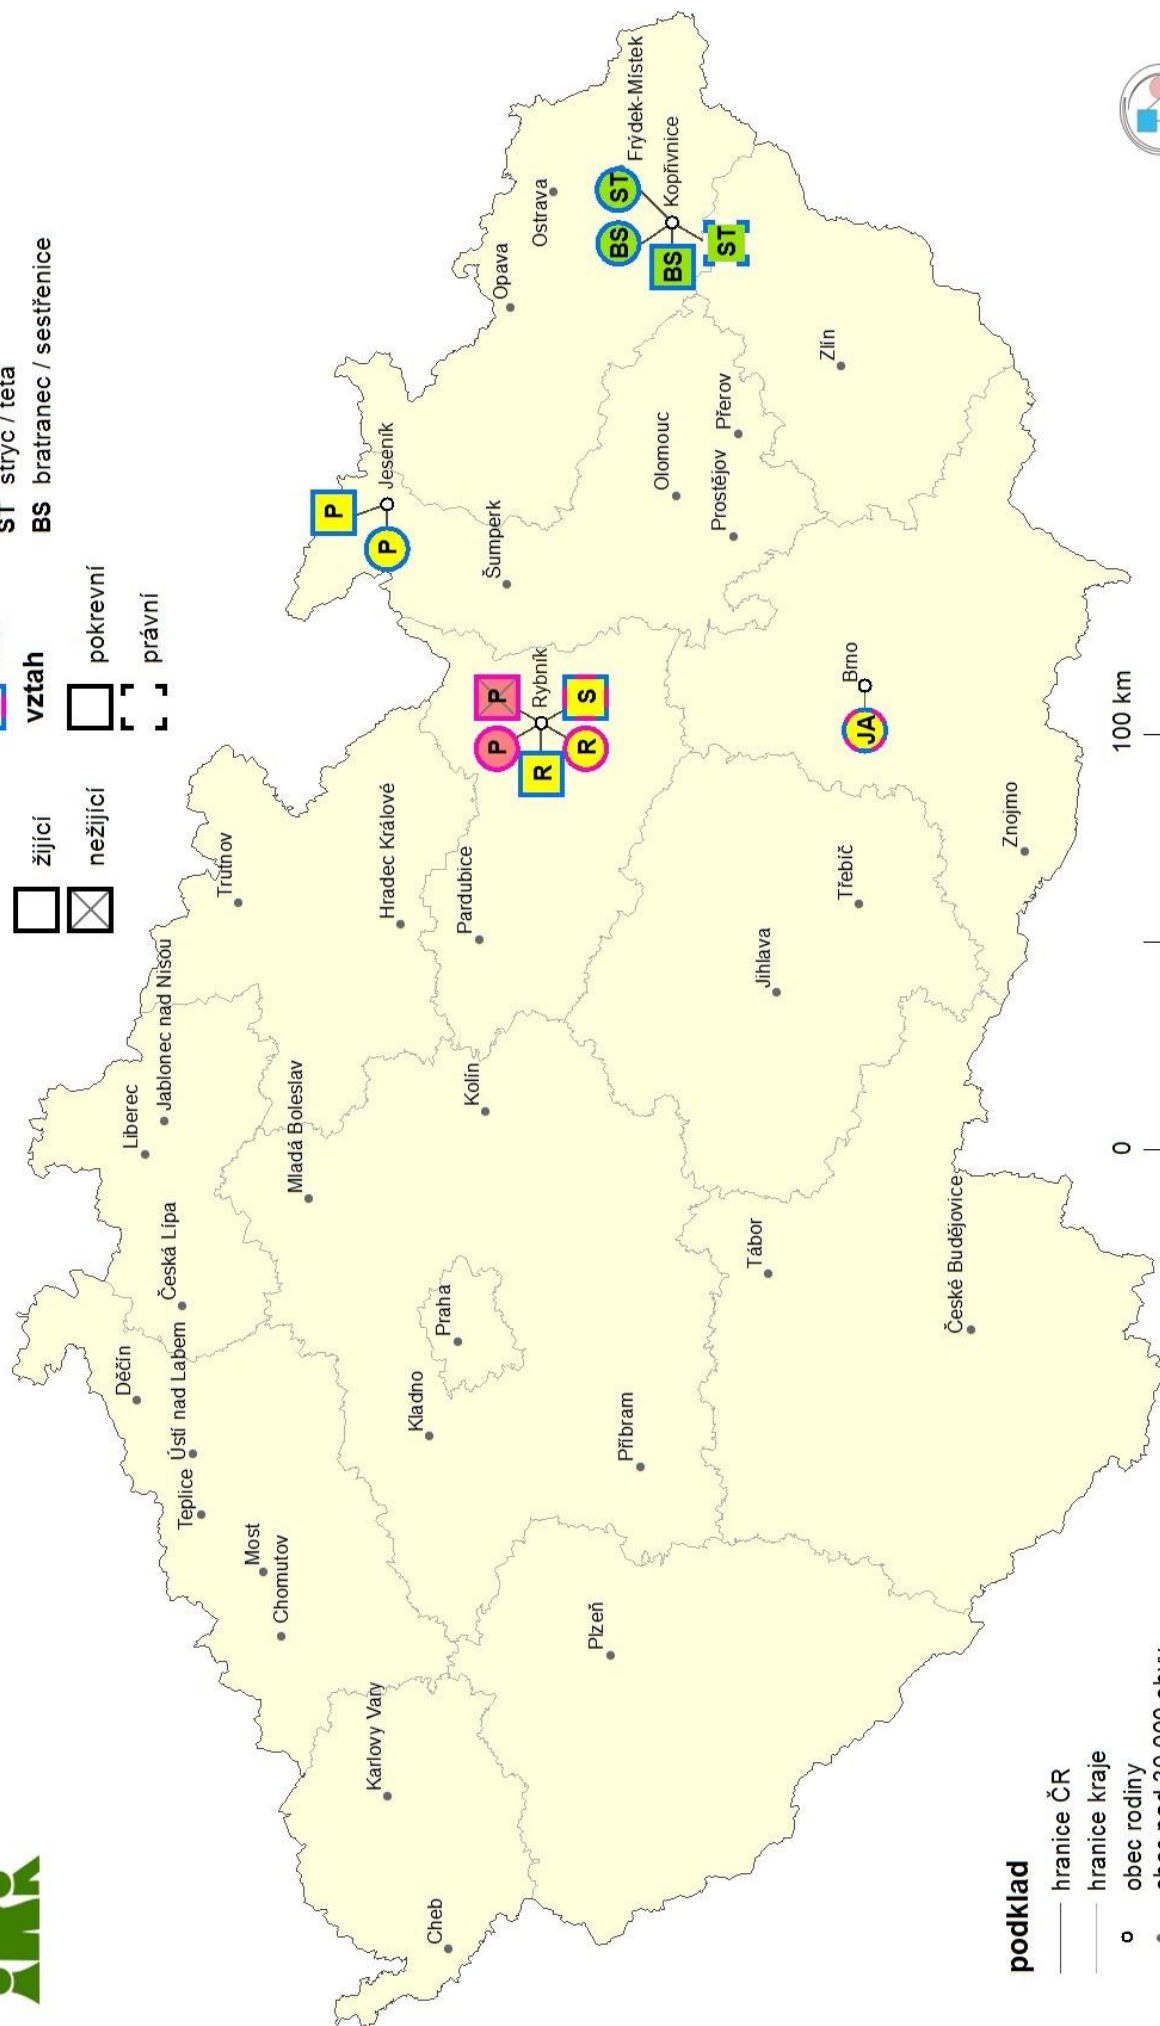 ST stryc / teta
BS bratranec / sestřenice
vztah
pokrevní
právní
žijící
nežijící
Děčín
Ústí nad Labem
Teplice
Most
Chomutov
Česká Lípa
Liberec
Jablonec nad Nisou
Trutnov
Karlovy Vary
Cheb
Kladno
Praha
Mladá Boleslav
Kolín
Hradec Králové
Pardubice
P
P
Jeseník
Šumperk
P
P
R
R
S
Rybník
Opava
Ostrava
BS
ST
BS
ST
Frýdek-Místek
Kopřivnice
Plzeň
Příbram
Tábor
Jihlava
Třebíč
Olomouc
Prostějov
Přerov
Zlín
JA
Brno
České Budějovice
Znojmo
podklad
hranice ČR
hranice kraje
obec rodiny
0
100 km